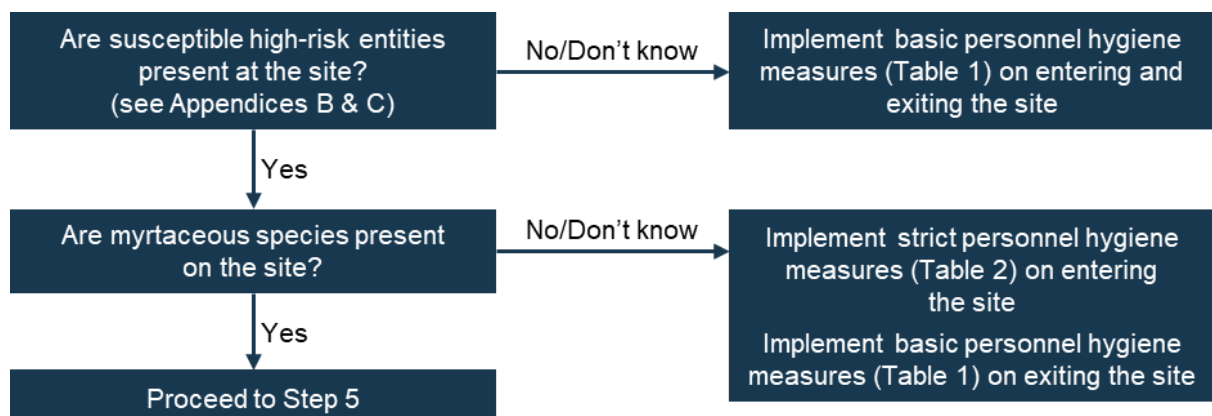 Are susceptible high-risk entities
present at the site?
(see Appendices B & C)
No/Don’t know
Implement basic personnel hygiene
measures (Table 1) on entering and
exiting the site
Yes
Are myrtaceous species present
on the site?
No/Don’t know
Implement strict personnel hygiene
measures (Table 2) on entering
the site
Implement basic personnel hygiene
measures (Table 1) on exiting the site
Yes
Proceed to Step 5